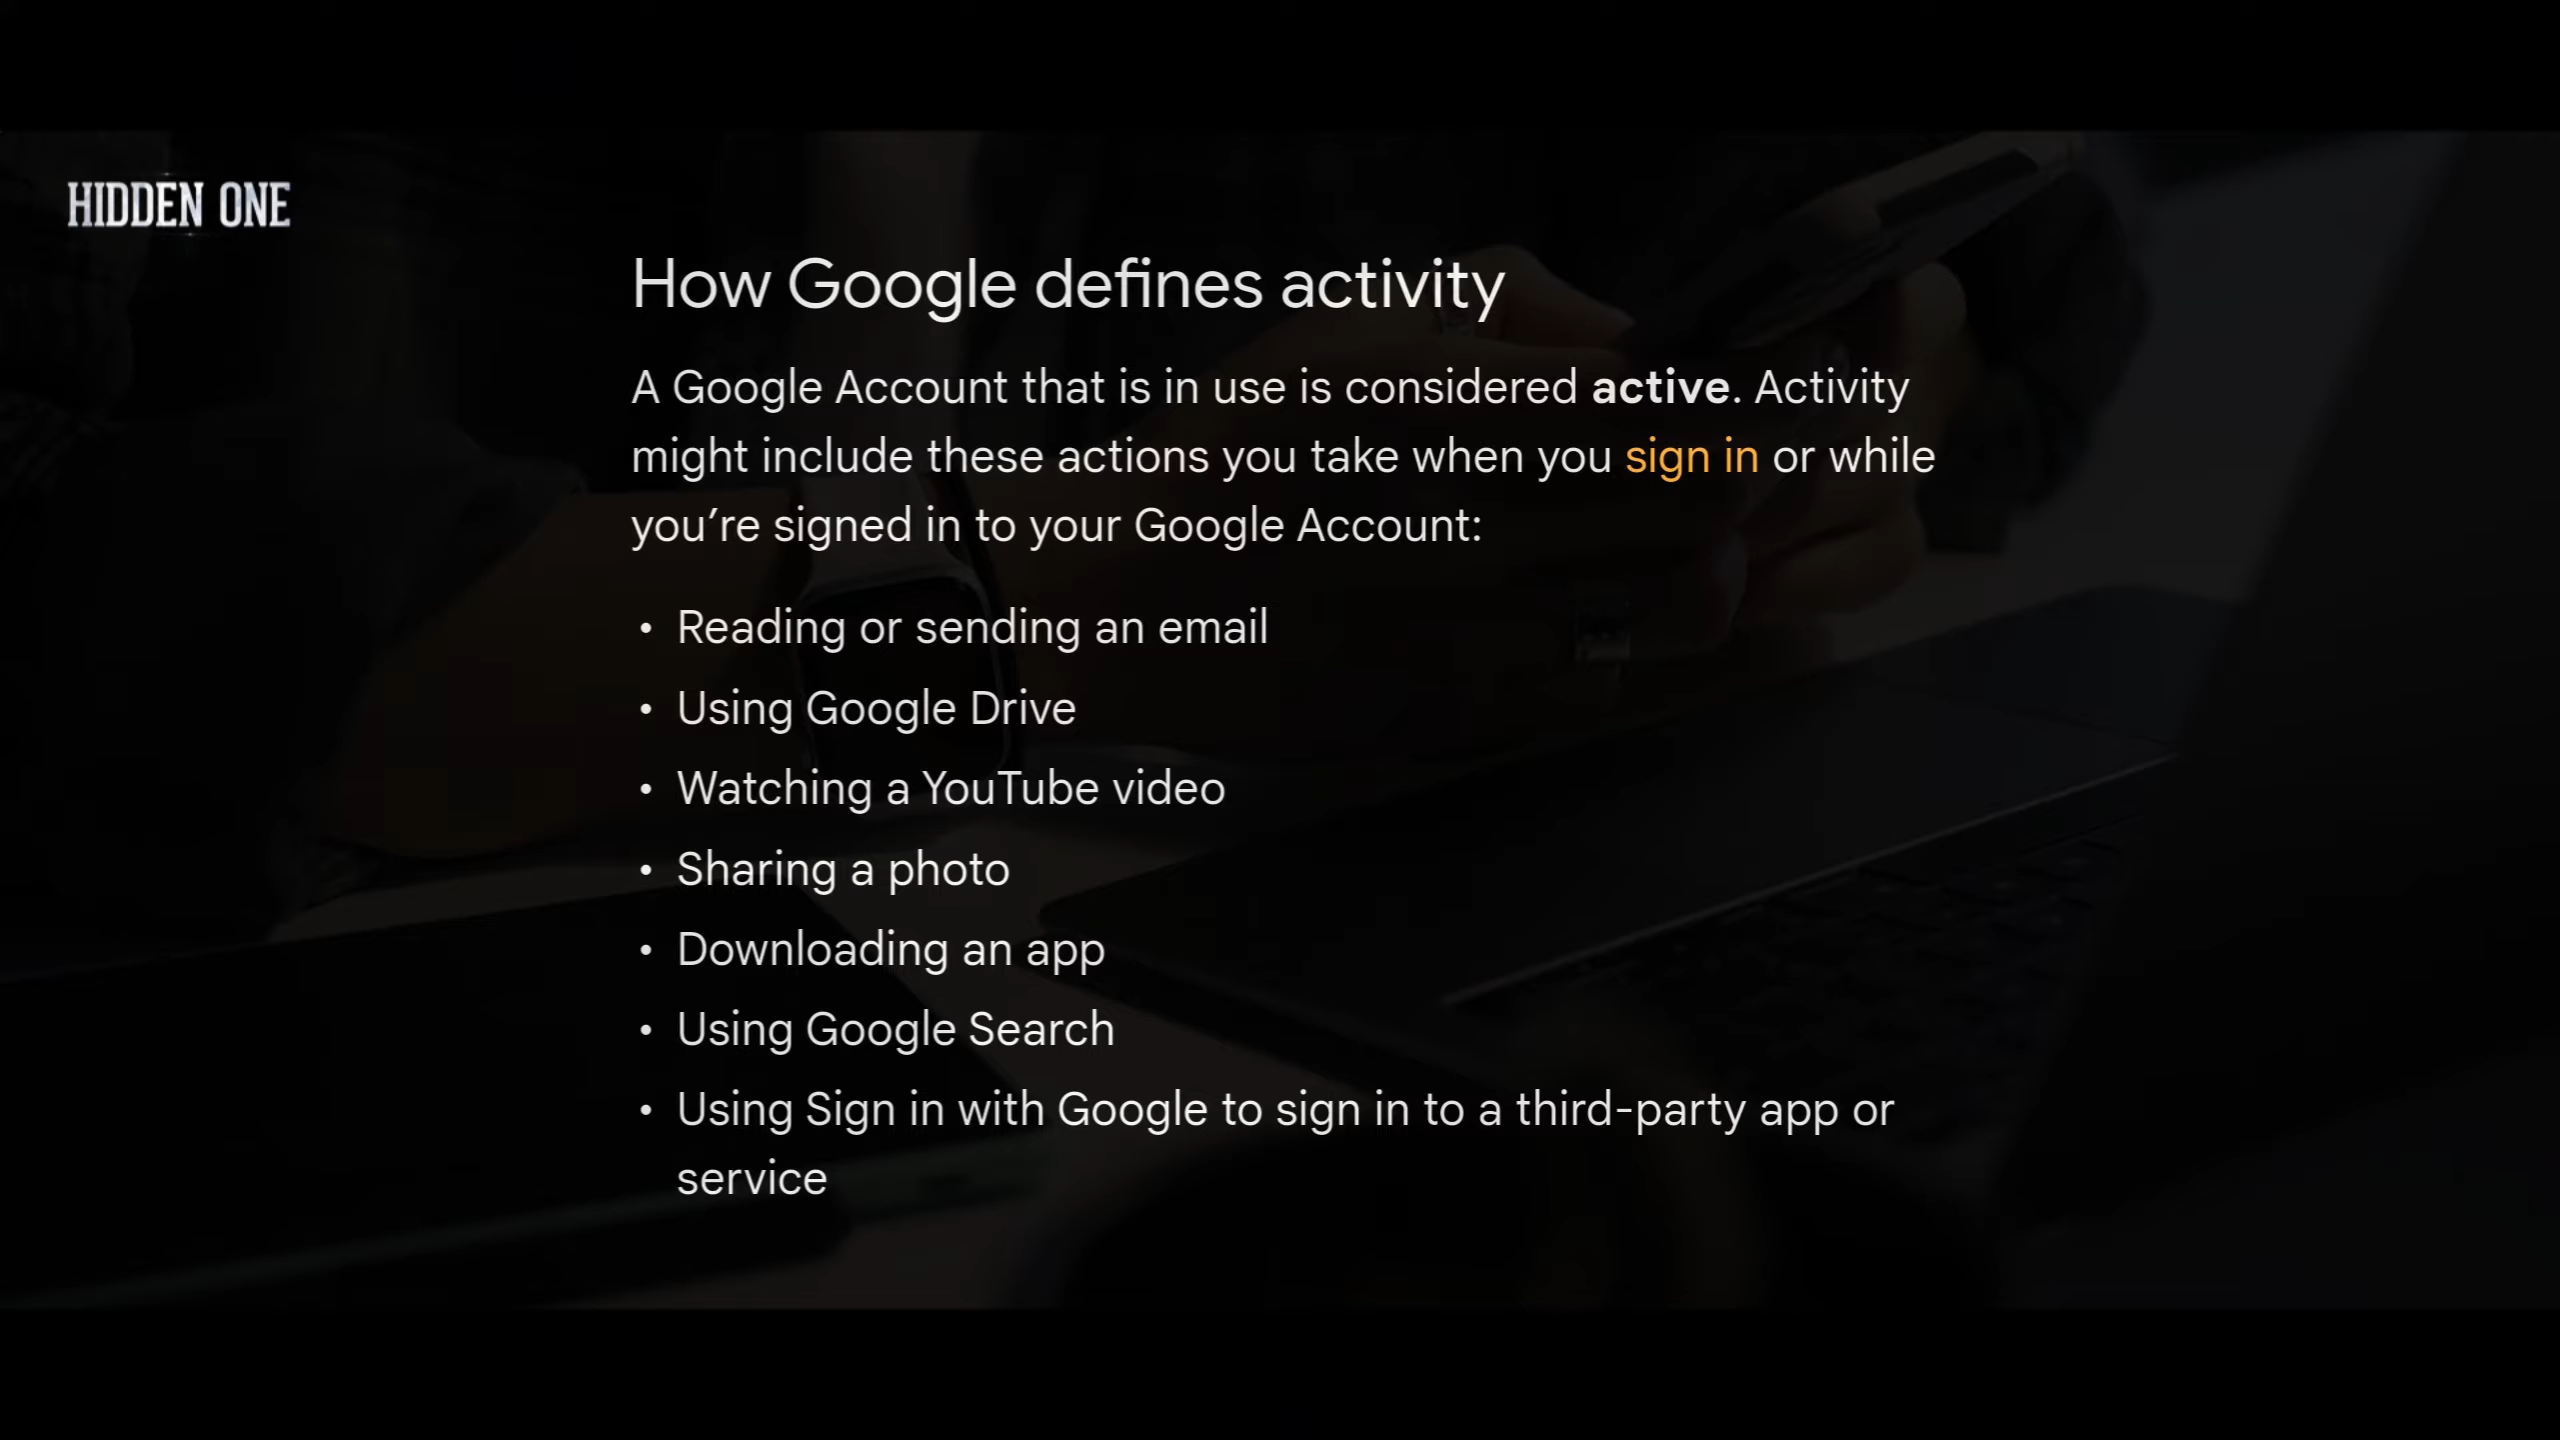 HIDDEN ONE
How Google defines activity
A Google Account that is in use is considered active. Activity
might include these actions you take when you sign in or while
you’re signed in to your Google Account:
• Reading or sending an email
• Using Google Drive
• Watching a YouTube video
• Sharing a photo
• Downloading an app
• Using Google Search
• Using Sign in with Google to sign in to a third-party app or
service